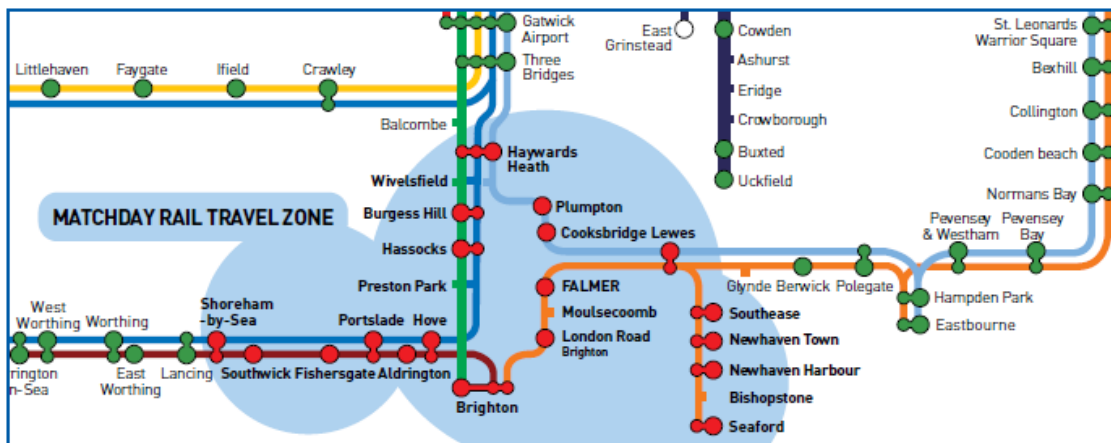 Gatwick
Airport
East
Grinstead
Cowden
St. Leonards
Warrior Square
Three
Bridges
Littlehaven
Faygate
Ifield
Crawley
Ashurst
Bexhill
Eridge
Collington
Balcombe
Crowborough
Haywards
Heath
Buxted
Cooden beach
Wivelsfield
Uckfield
Normans Bay
MATCHDAY RAIL TRAVEL ZONE
Burgess Hill
Plumpton
Cooksbridge
Lewes
Pevensey
& Westham
Pevensey
Bay
Hassocks
Glynde
Berwick
Polegate
Preston Park
FALMER
Hampden Park
Moulsecoomb
Southease
Eastbourne
West
Worthing
Worthing
Shoreham
-by-Sea
Portslade
Hove
London Road
Brighton
Newhaven Town
rrington
n-Sea
East
Worthing
Lancing
Southwick
Fishersgate
Aldrington
Newhaven Harbour
Brighton
Bishopstone
Seaford